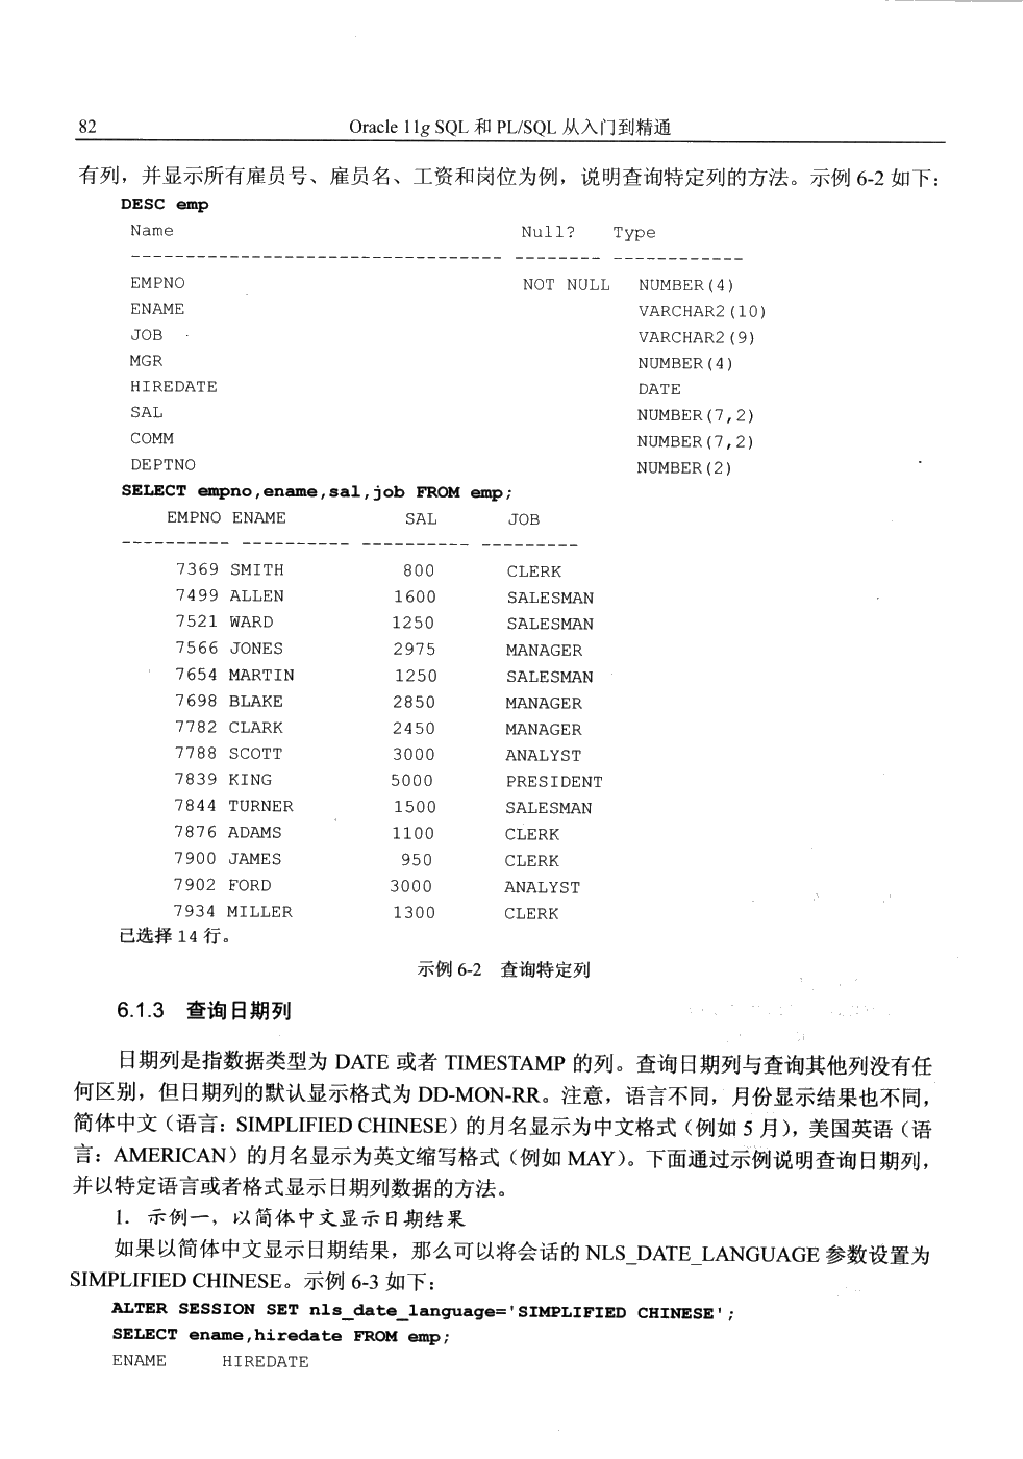 82 Oracle 11g SQL 和 PL/SQL 从入门到精通
有列，并显示所有雇员号、雇员名、工资和岗位为例，说明查询特定列的方法。示例 6-2 如下：
DESC emp
Name Null? Type
---------------------------------- -------- ------------
EMPNO NOT NULL NUMBER(4)
ENAME VARCHAR2(10)
JOB VARCHAR2(9)
MGR NUMBER(4)
HIREDATE DATE
SAL NUMBER(7,2)
COMM NUMBER(7,2)
DEPTNO NUMBER(2)
SELECT empno,ename,sal,job FROM emp;
EMPNO ENAME SAL JOB
---------- ---------- ---------- ---------
7369 SMITH 800 CLERK
7499 ALLEN 1600 SALESMAN
7521 WARD 1250 SALESMAN
7566 JONES 2975 MANAGER
7654 MARTIN 1250 SALESMAN
7698 BLAKE 2850 MANAGER
7782 CLARK 2450 MANAGER
7788 SCOTT 3000 ANALYST
7839 KING 5000 PRESIDENT
7844 TURNER 1500 SALESMAN
7876 ADAMS 1100 CLERK
7900 JAMES 950 CLERK
7902 FORD 3000 ANALYST
7934 MILLER 1300 CLERK
已选择 14 行。
示例 6-2 查询特定列
6.1.3 查询日期列
日期列是指数据类型为 DATE 或者 TIMESTAMP 的列。查询日期列与查询其他列没有任
何区别，但日期列的默认显示格式为 DD-MON-RR。注意，语言不同，月份显示结果也不同，
简体中文（语言：SIMPLIFIED CHINESE）的月名显示为中文格式（例如 5 月），美国英语（语
言：AMERICAN）的月名显示为英文缩写格式（例如 MAY）。下面通过示例说明查询日期列，
并以特定语言或者格式显示日期列数据的方法。
1．示例一，以简体中文显示日期结果
如果以简体中文显示日期结果，那么可以将会话的 NLS_DATE_LANGUAGE 参数设置为
SIMPLIFIED CHINESE。示例 6-3 如下：
ALTER SESSION SET nls_date_language='SIMPLIFIED CHINESE';
SELECT ename,hiredate FROM emp;
ENAME HIREDATE